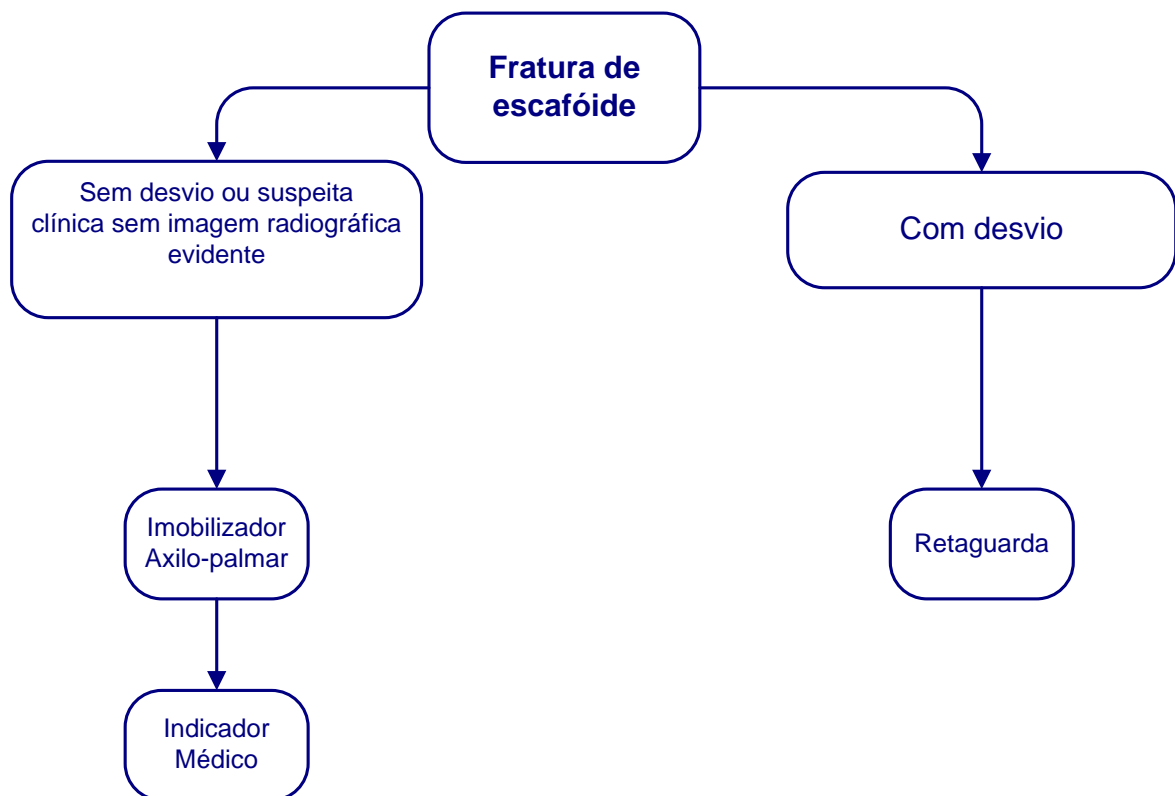 Fratura de
escafóide
Sem desvio ou suspeita
clínica sem imagem radiográfica
evidente
Com desvio
Imobilizador
Axilo-palmar
Retaguarda
Indicador
Médico